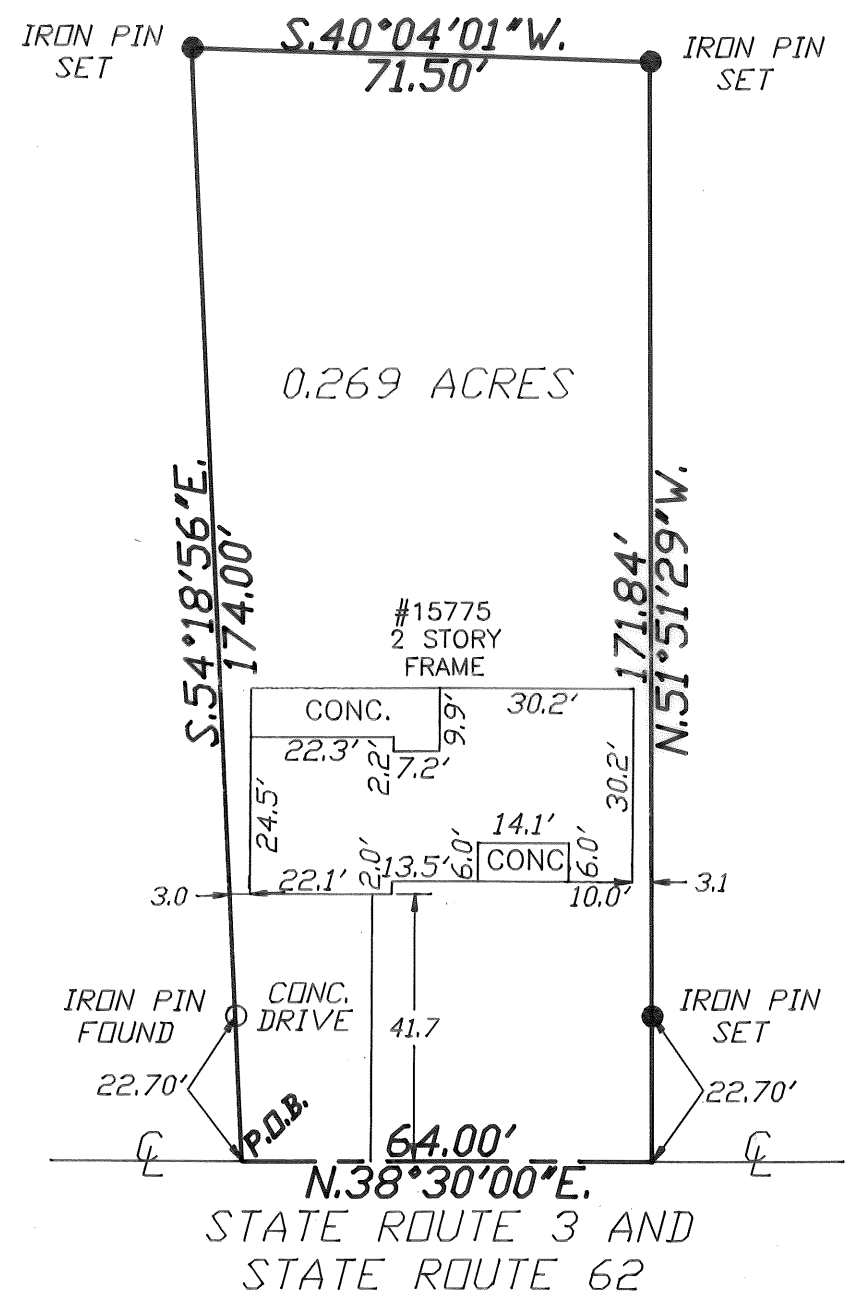 IRON PIN
SET
S.40°04'01"W.
71.50'
IRON PIN
SET
0.269 ACRES
S.54°18'56"E.
174.00'
171.84'
N.51°51'29"W.
#15775
2 STORY
FRAME
CONC.
9.9'
30.2'
22.3'
2.2'
7.2'
30.2'
24.5'
14.1'
CONC
6.0'
6.0'
13.5'
2.0'
22.1'
10.0'
3.0
3.1
IRON PIN
FOUND
CONC.
DRIVE
41.7
IRON PIN
SET
22.70'
22.70'
P.O.B.
℄
64.00'
℄
N.38°30'00"E.
STATE ROUTE 3 AND
STATE ROUTE 62